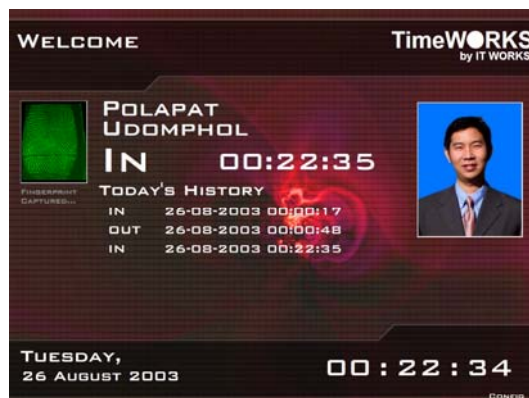 WELCOME
TimeWORKS
by IT WORKS
POLAPAT
UDOMPHOL
IN 00:22:35
FINGERPRINT
CAPTURED...
TODAY'S HISTORY
IN 26-08-2003 00:00:17
OUT 26-08-2003 00:00:48
IN 26-08-2003 00:22:35
TUESDAY,
26 AUGUST 2003
00:22:34
CONFIG